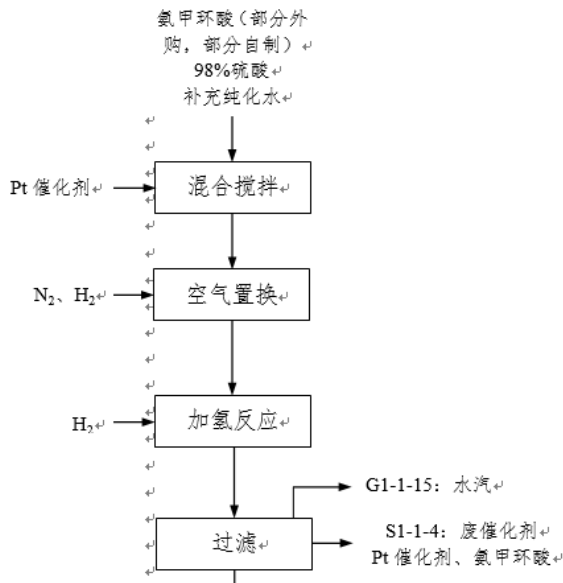 氨甲环酸（部分外
购，部分自制）
98%硫酸
补充纯化水
Pt 催化剂
混合搅拌
N₂、H₂
空气置换
H₂
加氢反应
G1-1-15：水汽
过滤
S1-1-4：废催化剂
Pt 催化剂、氨甲环酸